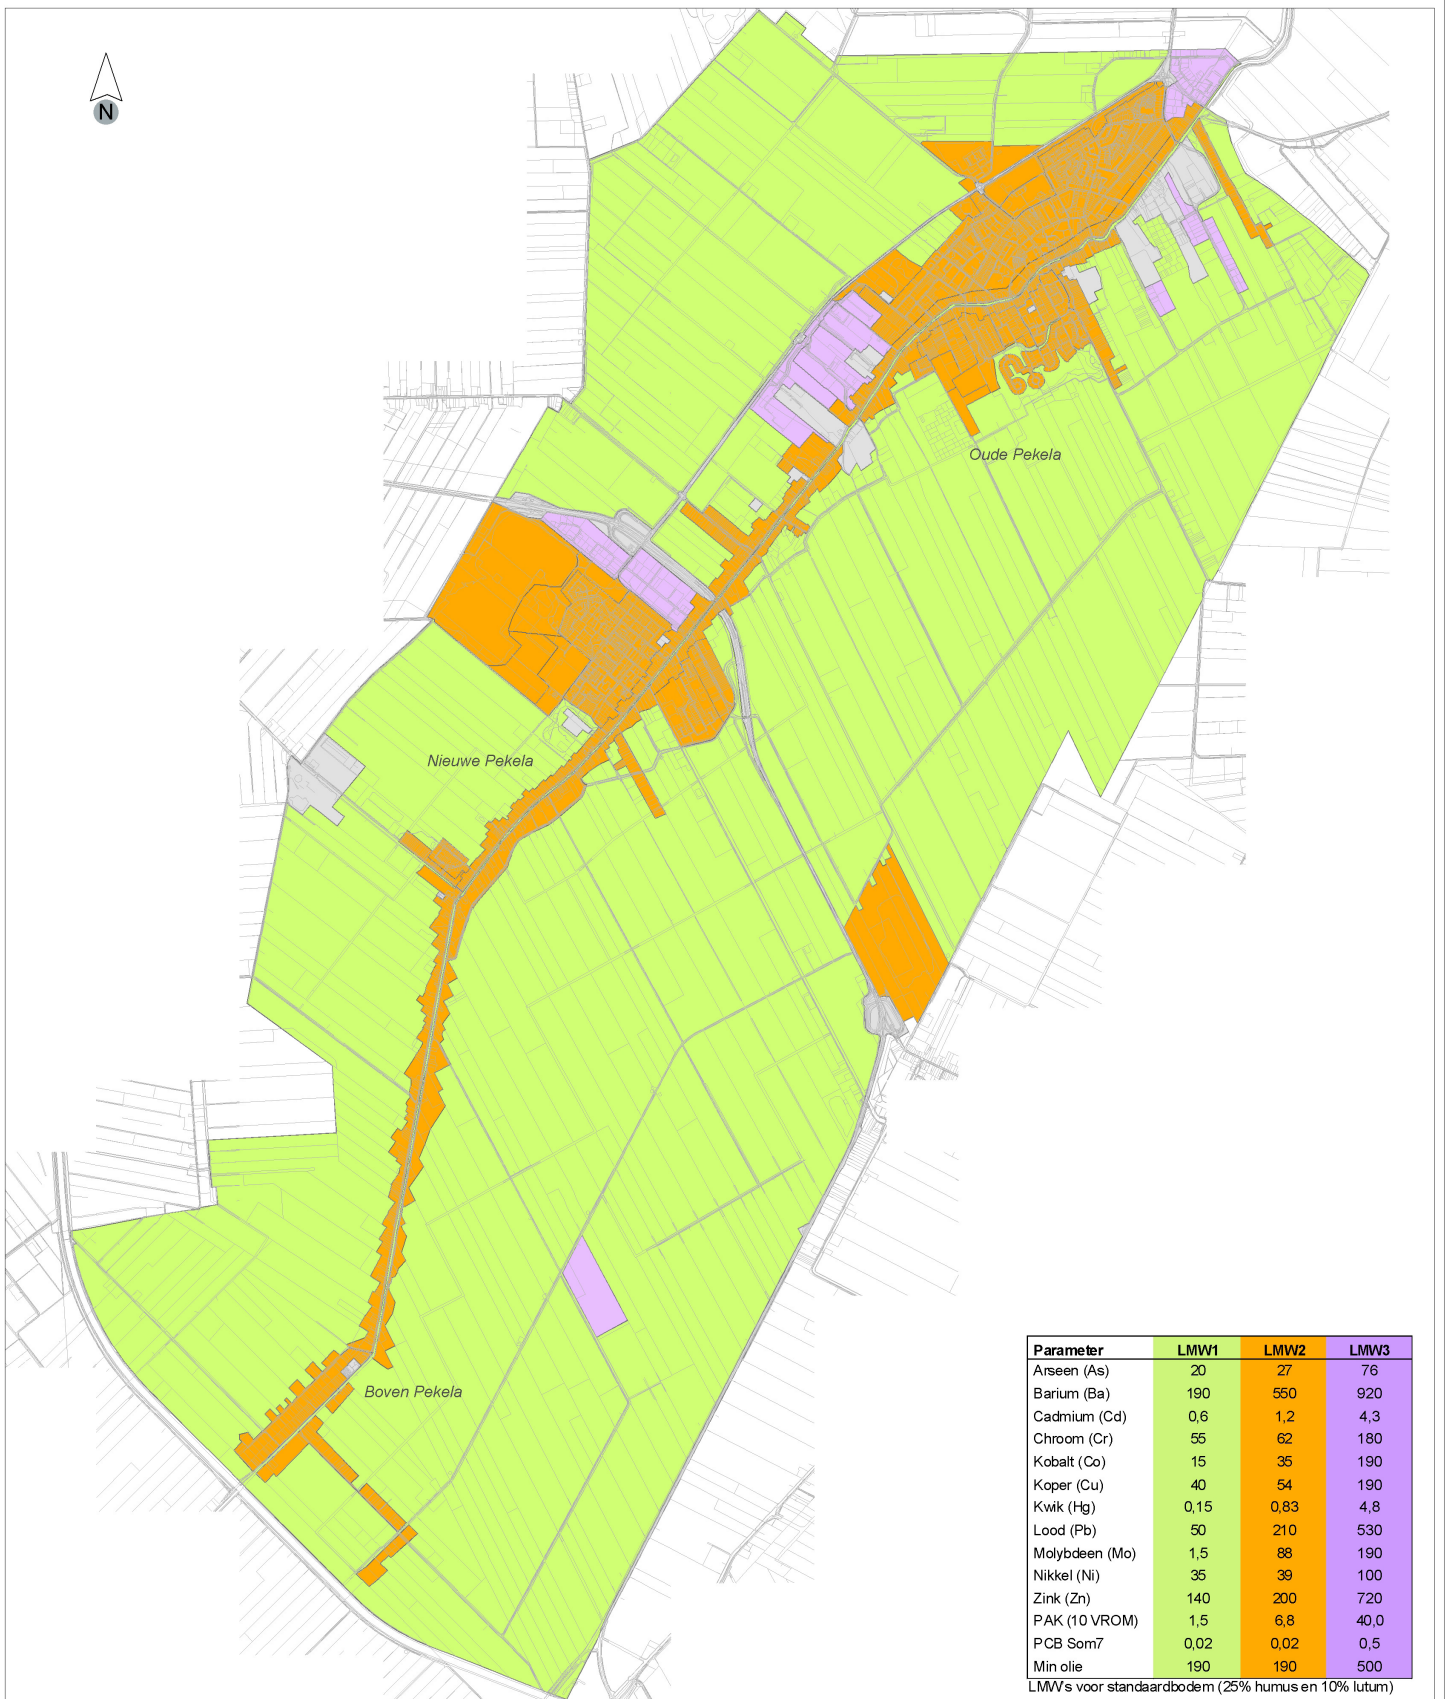 N
Oude Pekela
Nieuwe Pekela
Boven Pekela
Parameter LMW1 LMW2 LMW3
Arseen (As) 20 27 76
Barium (Ba) 190 550 920
Cadmium (Cd) 0,6 1,2 4,3
Chroom (Cr) 55 62 180
Kobalt (Co) 15 35 190
Koper (Cu) 40 54 190
Kwik (Hg) 0,15 0,83 4,8
Lood (Pb) 50 210 530
Molybdeen (Mo) 1,5 88 190
Nikkel (Ni) 35 39 100
Zink (Zn) 140 200 720
PAK (10 VROM) 1,5 6,8 40,0
PCB Som7 0,02 0,02 0,5
Min olie 190 190 500
LMW's voor standaardbodem (25% humus en 10% lutum)